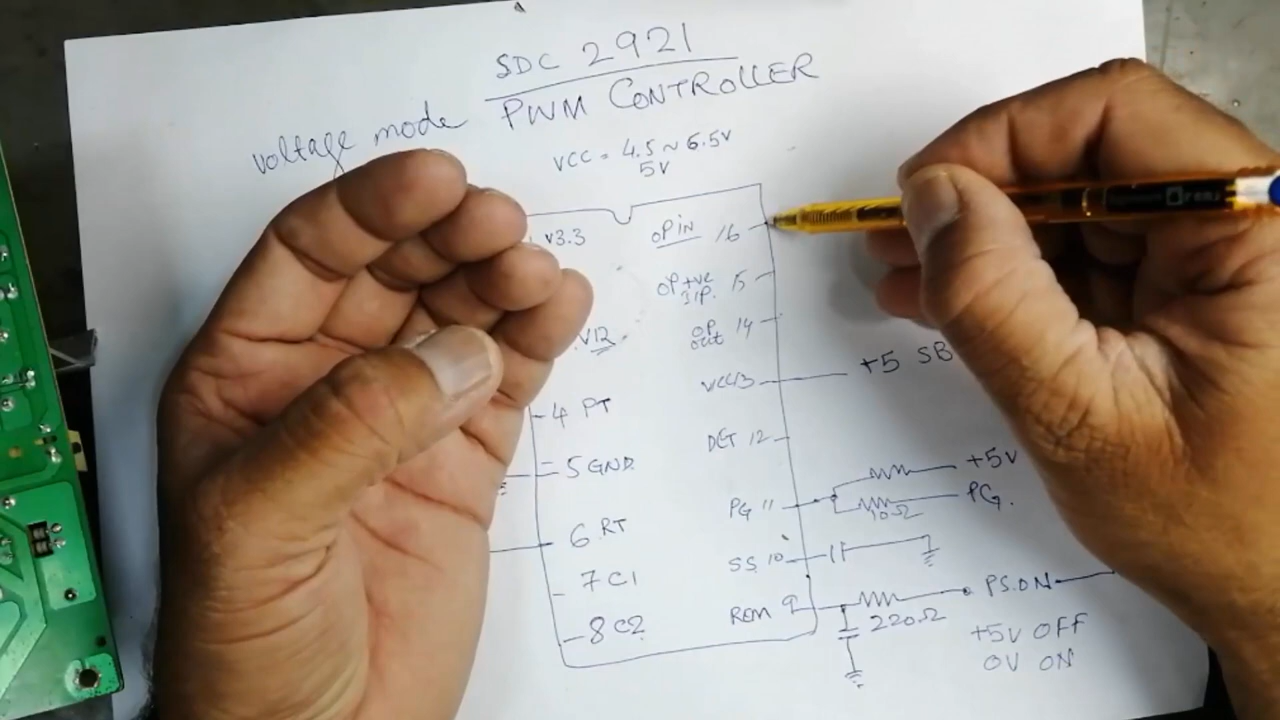 SDC 2921
voltage mode PWM CONTROLLER
VCC = 4.5 ~ 6.5V
5V
V3.3
V12
4 PT
5 GND
6 RT
7 C1
8 C2
OP in 16
OP +ve 15
OP out 14
VCC 13
+5 SB
DET 12
PG 11
+5V
10Ω
PG.
SS 10
REM 9
220Ω
PS.ON
+5V OFF
0V ON